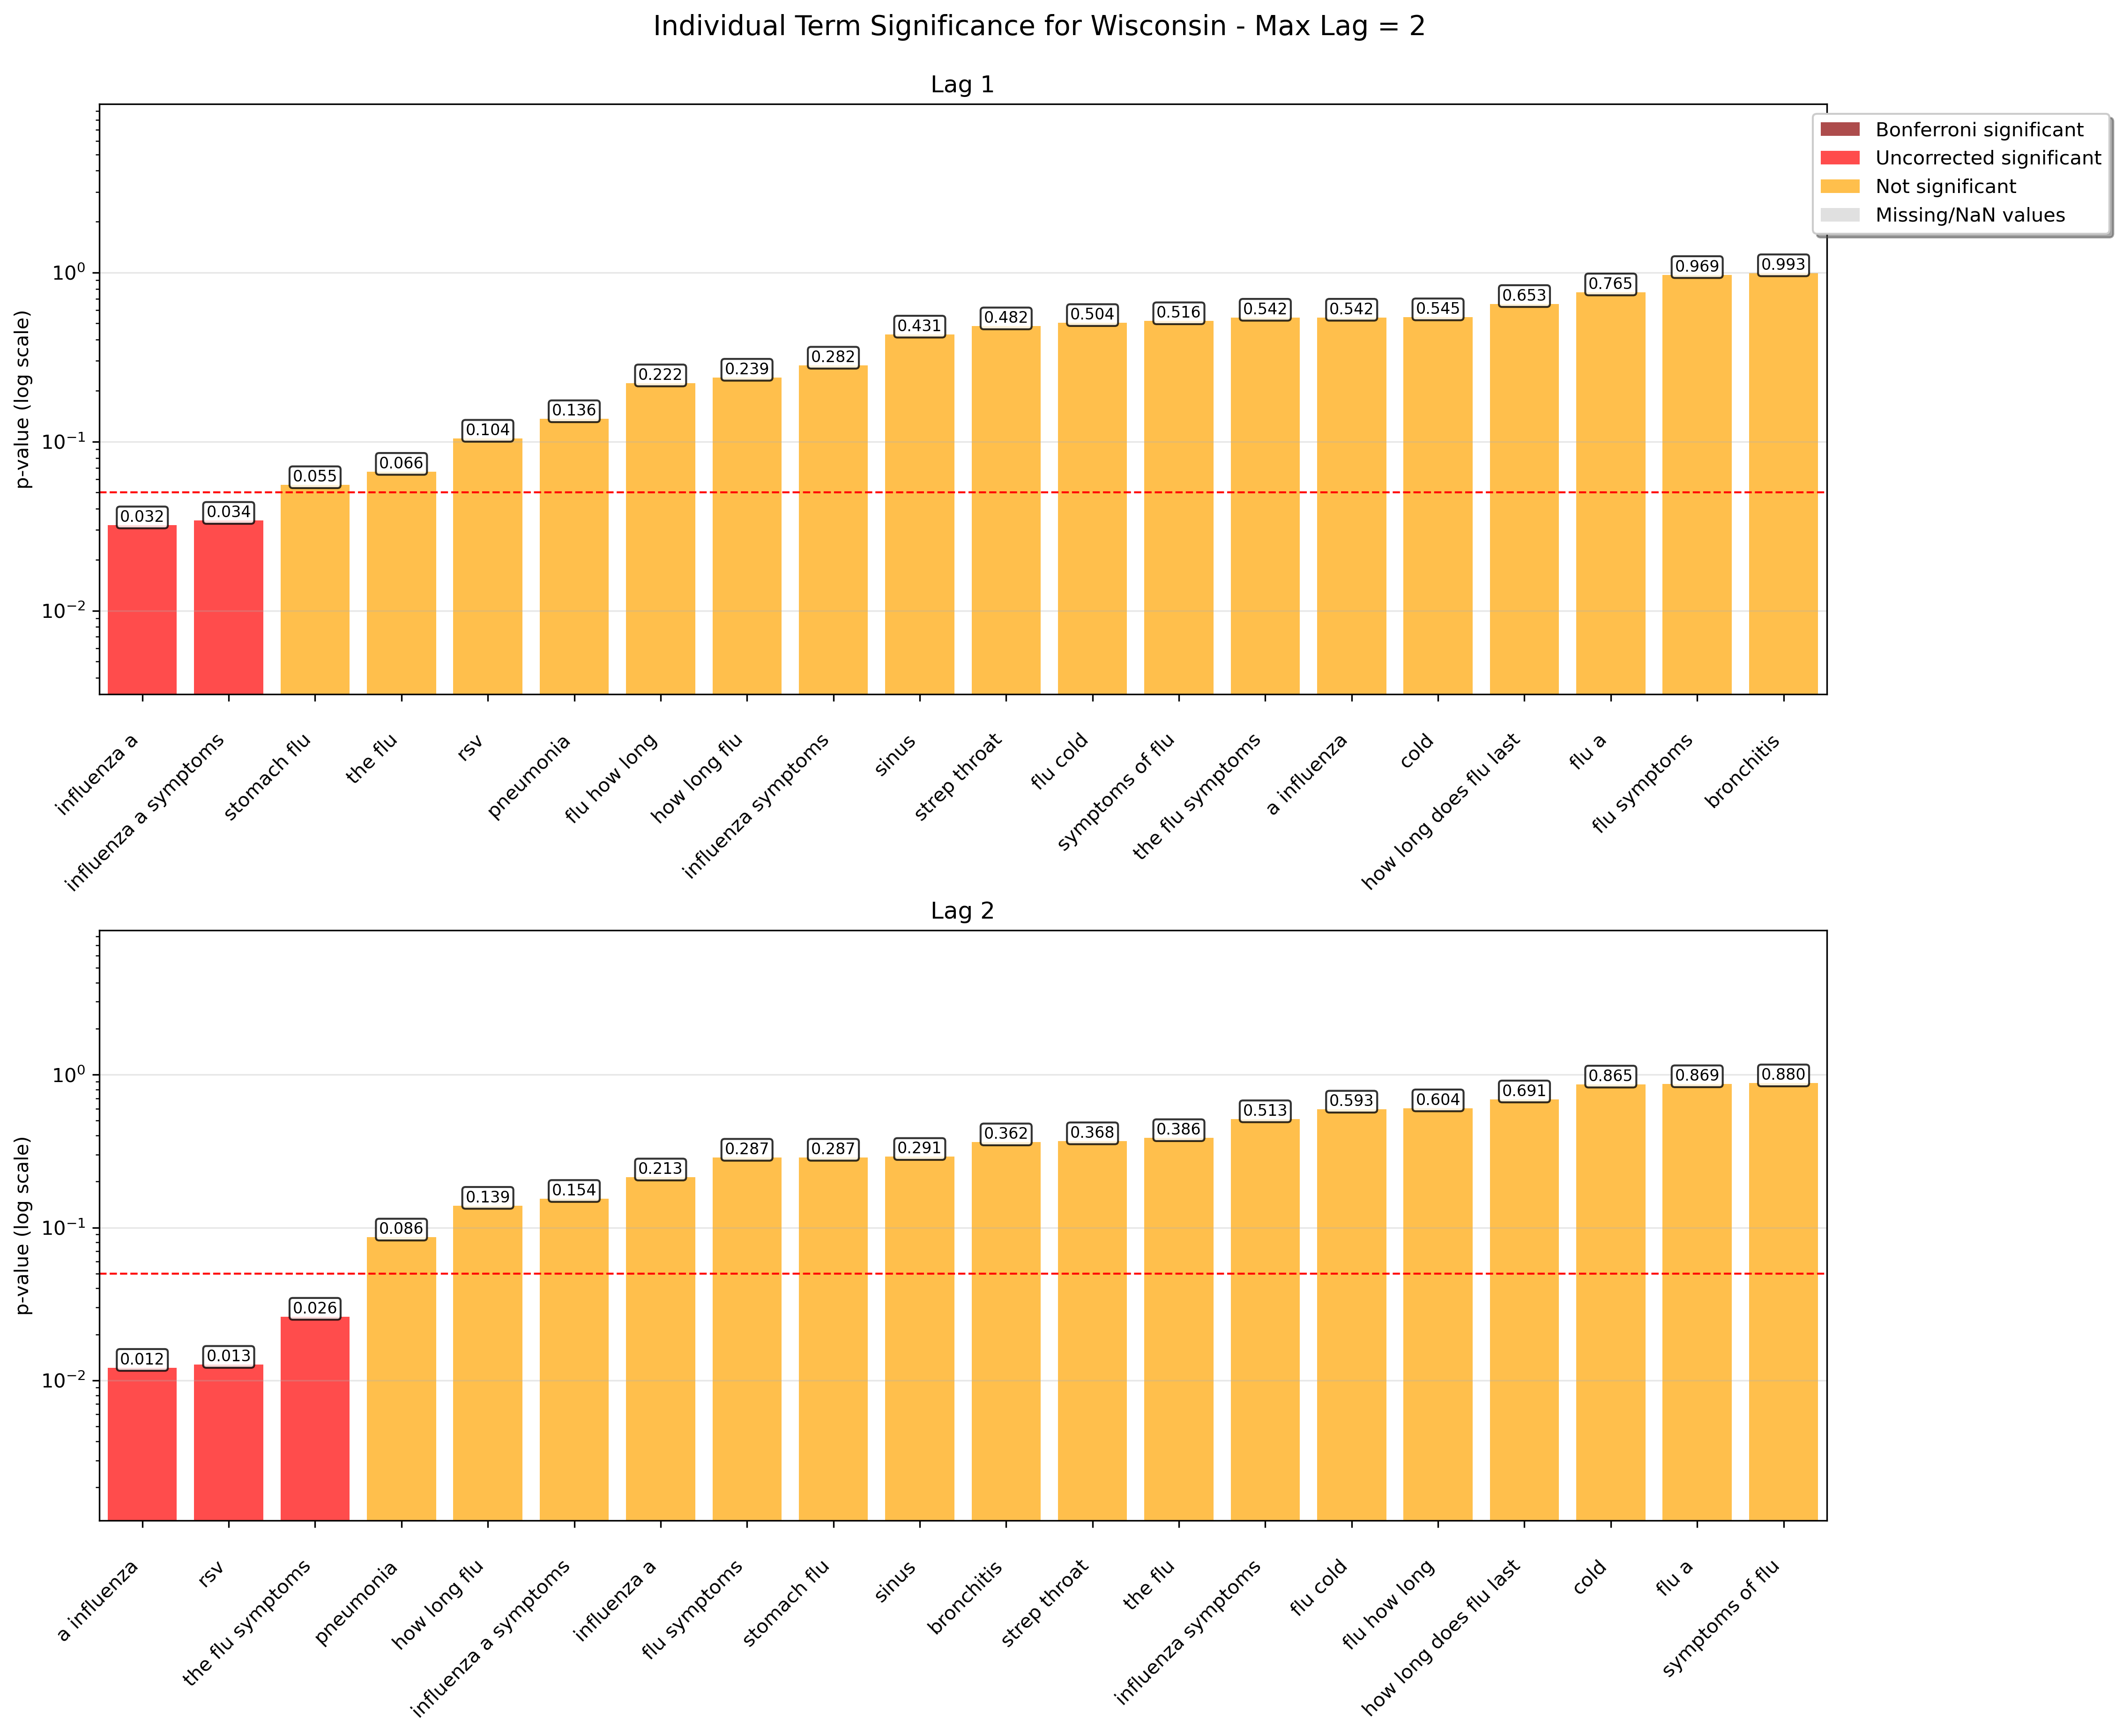 Individual Term Significance for Wisconsin - Max Lag = 2
Lag 1
Bonferroni significant
Uncorrected significant
Not significant
Missing/NaN values
p-value (log scale)
10⁰
10⁻¹
10⁻²
0.032
0.034
0.055
0.066
0.104
0.136
0.222
0.239
0.282
0.431
0.482
0.504
0.516
0.542
0.542
0.545
0.653
0.765
0.969
0.993
influenza a
influenza a symptoms
stomach flu
the flu
rsv
pneumonia
flu how long
how long flu
influenza symptoms
sinus
strep throat
flu cold
symptoms of flu
the flu symptoms
a influenza
cold
how long does flu last
flu a
flu symptoms
bronchitis
Lag 2
p-value (log scale)
10⁰
10⁻¹
10⁻²
0.012
0.013
0.026
0.086
0.139
0.154
0.213
0.287
0.287
0.291
0.362
0.368
0.386
0.513
0.593
0.604
0.691
0.865
0.869
0.880
a influenza
rsv
the flu symptoms
pneumonia
how long flu
influenza a symptoms
influenza a
flu symptoms
stomach flu
sinus
bronchitis
strep throat
the flu
influenza symptoms
flu cold
flu how long
how long does flu last
cold
flu a
symptoms of flu